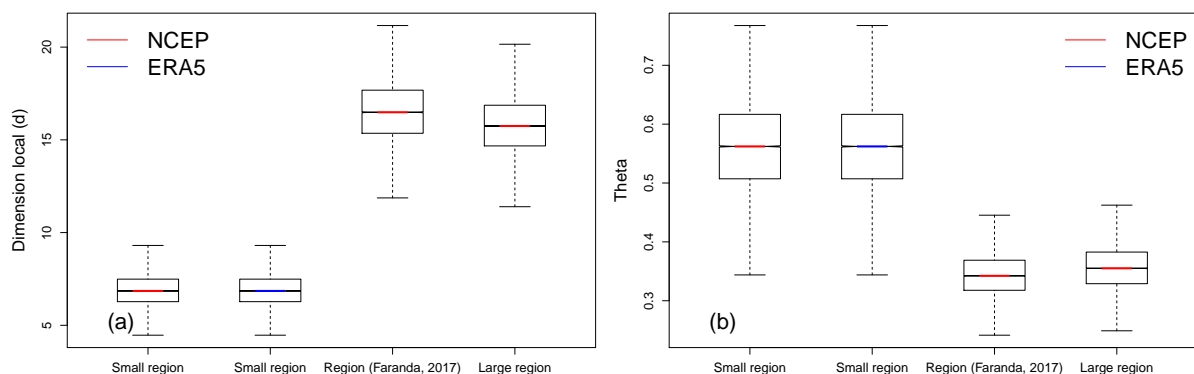 NCEP
ERA5
Dimension local (d)
20
15
10
5
(a)
Small region
Small region
Region (Faranda, 2017)
Large region
NCEP
ERA5
Theta
0.7
0.6
0.5
0.4
0.3
(b)
Small region
Small region
Region (Faranda, 2017)
Large region